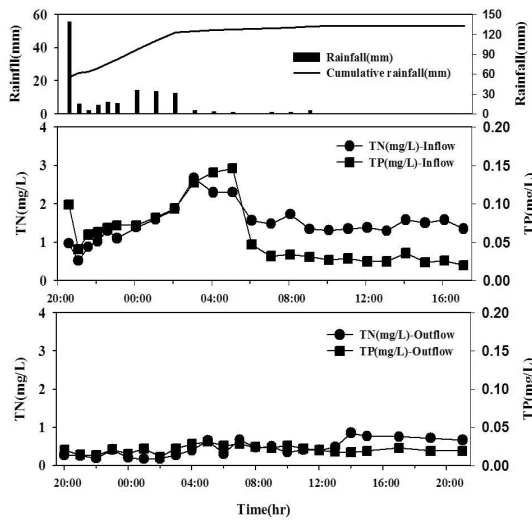 Rainfll(mm)
60
40
20
0
Rainfall(mm)
Cumulative rainfall(mm)
150
120
90
60
30
0
Rainfall(mm)
TN(mg/L)
4
3
2
1
0
TN(mg/L)-Inflow
TP(mg/L)-Inflow
0.20
0.15
0.10
0.05
0.00
TP(mg/L)
20:00 00:00 04:00 08:00 12:00 16:00
TN(mg/L)
4
3
2
1
0
TN(mg/L)-Outflow
TP(mg/L)-Outflow
0.20
0.15
0.10
0.05
0.00
TP(mg/L)
20:00 00:00 04:00 08:00 12:00 16:00 20:00
Time(hr)